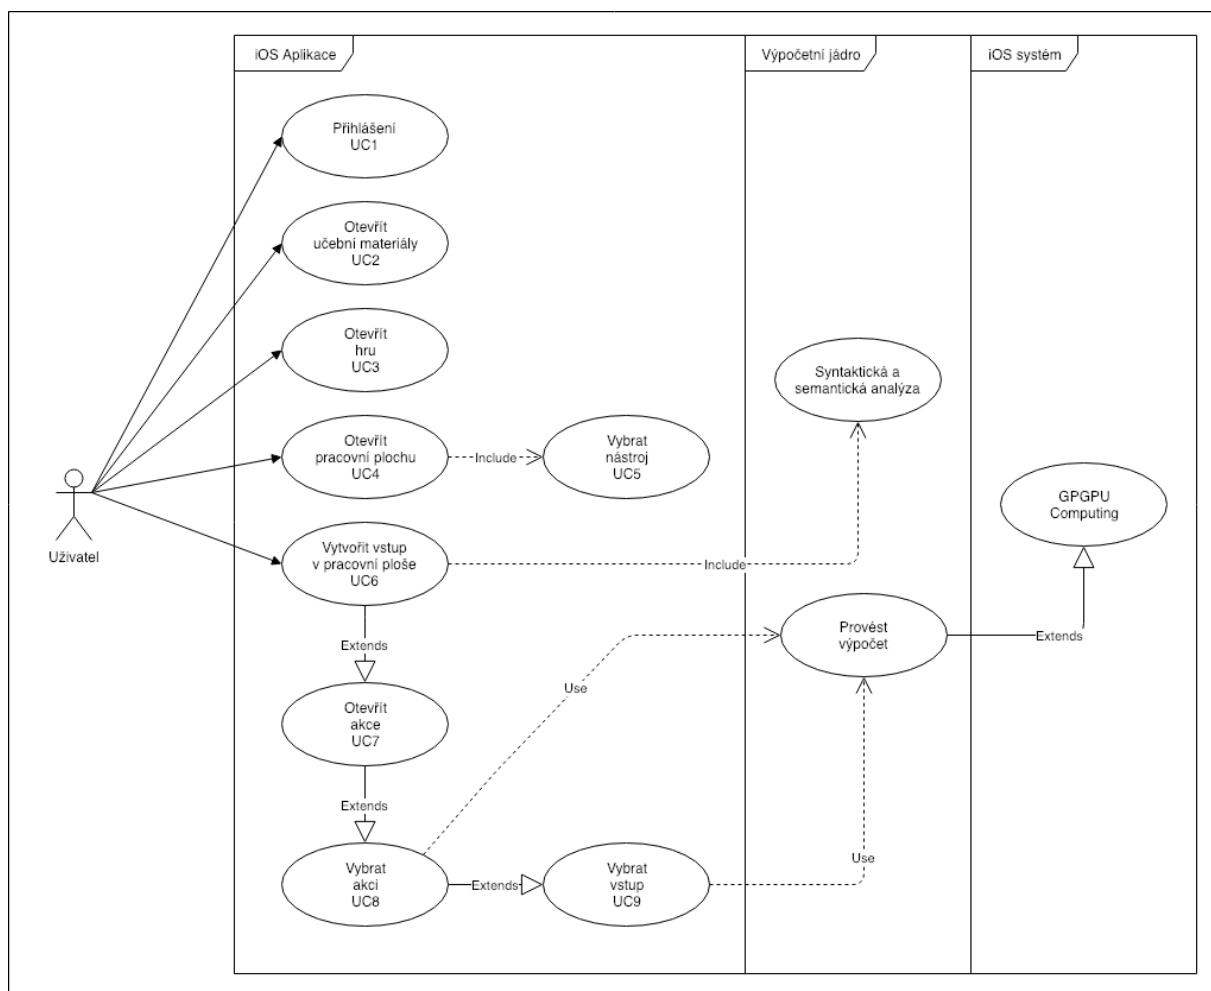 iOS Aplikace
Výpočetní jádro
iOS systém
Přihlášení
UC1
Otevřít
učební materiály
UC2
Otevřít
hru
UC3
Syntaktická a
semantická analýza
Otevřít
pracovní plochu
UC4
Include
Vybrat
nástroj
UC5
GPGPU
Computing
Uživatel
Vytvořit vstup
v pracovní ploše
UC6
Include
Provést
výpočet
Extends
Extends
Use
Otevřít
akce
UC7
Extends
Vybrat
akci
UC8
Extends
Vybrat
vstup
UC9
Use